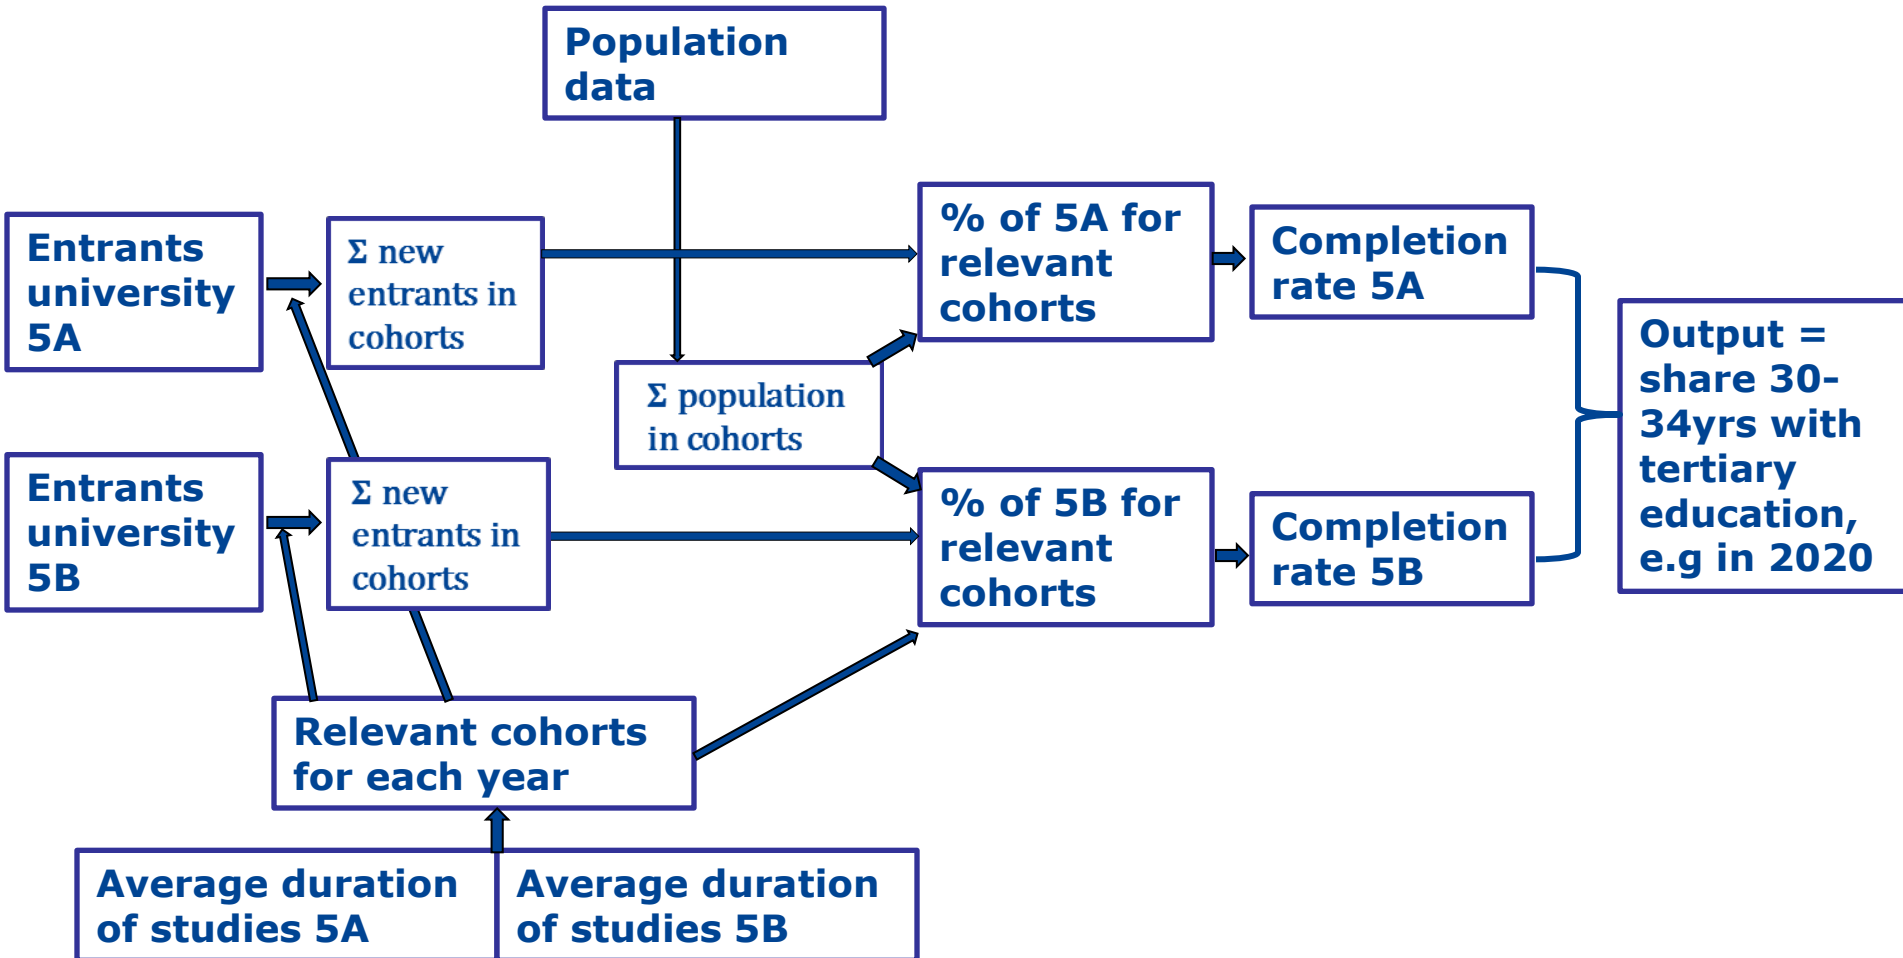 Population
data
Entrants
university
5A
Σ new
entrants in
cohorts
% of 5A for
relevant
cohorts
Completion
rate 5A
Output =
share 30-
34yrs with
tertiary
education,
e.g in 2020
Σ population
in cohorts
Entrants
university
5B
Σ new
entrants in
cohorts
% of 5B for
relevant
cohorts
Completion
rate 5B
Relevant cohorts
for each year
Average duration
of studies 5A
Average duration
of studies 5B